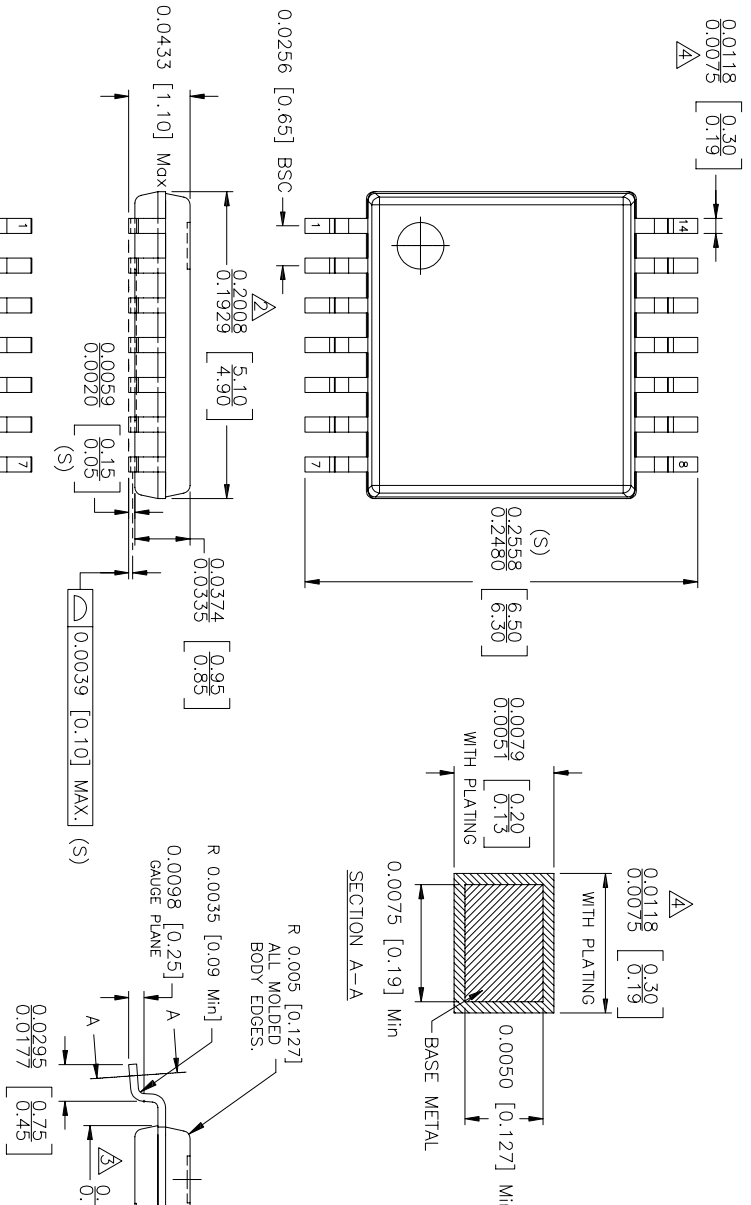 0.0118 [0.30]
0.0075 [0.19]
4
0.0256 [0.65] BSC
0.0433 [1.10] Max
1
14
7
8
2
0.2008 [5.10]
0.1929 [4.90]
(S)
0.2558 [6.50]
0.2480 [6.30]
0.0059 [0.15]
0.0020 [0.05]
(S)
0.0374 [0.95]
0.0335 [0.85]
0.0039 [0.10] MAX. (S)
1
7
4
0.0118 [0.30]
0.0075 [0.19]
WITH PLATING
0.0079 [0.20]
0.0051 [0.13]
WITH PLATING
0.0050 [0.127]
BASE METAL
0.0075 [0.19] Min
SECTION A-A
R 0.005 [0.127]
ALL MOLDED
BODY EDGES.
R 0.0035 [0.09 Min]
0.0098 [0.25]
GAUGE PLANE
A
A
0.0295 [0.75]
0.0177 [0.45]
3